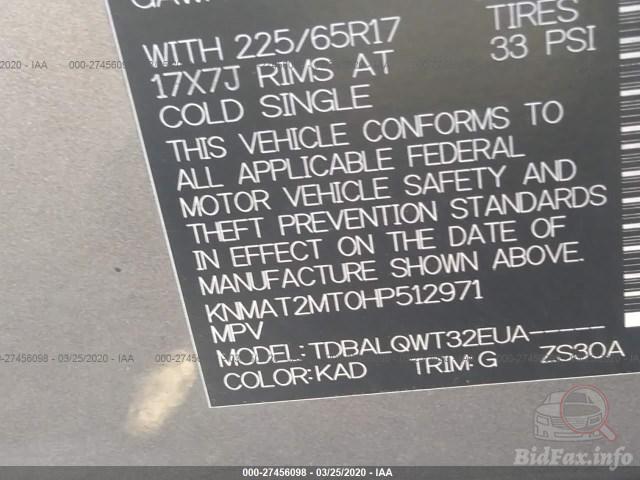 GAWR
TIRES
WITH 225/65R17 33 PSI
17X7J RIMS AT
COLD SINGLE
THIS VEHICLE CONFORMS TO
ALL APPLICABLE FEDERAL
MOTOR VEHICLE SAFETY AND
THEFT PREVENTION STANDARDS
IN EFFECT ON THE DATE OF
MANUFACTURE SHOWN ABOVE.
KNMAT2MT0HP512971
MPV
MODEL:TDBALQWT32EUA------
COLOR:KAD TRIM:G ZS30A
000-27456098 - 03/25/2020 - IAA
BidFax.info